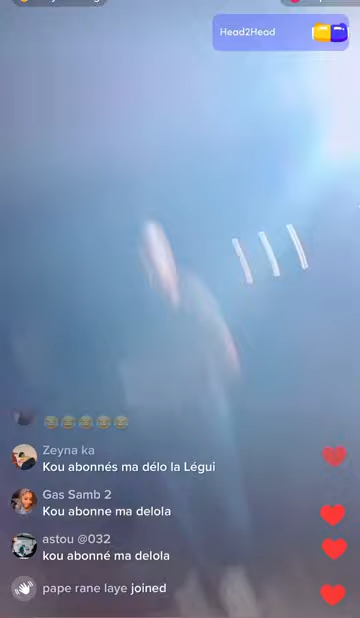 Head2Head
😂😂😂😂😂
Zeyna ka
Kou abonnés ma délo la Légui
Gas Samb 2
Kou abonne ma delola
astou @032
kou abonné ma delola
pape rane laye joined